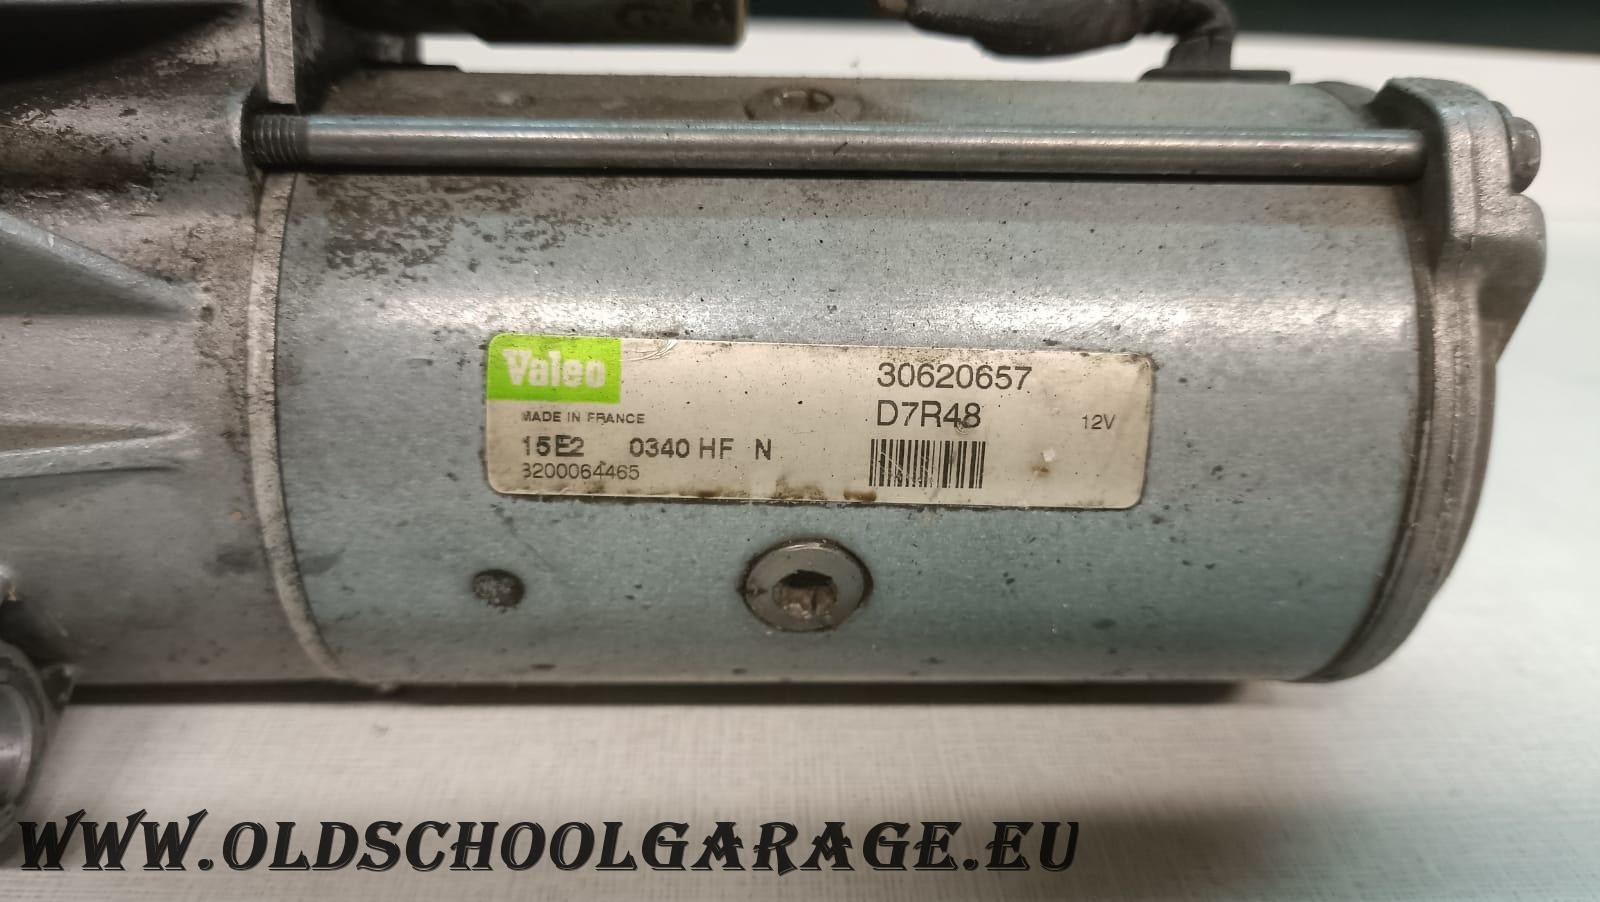 Valeo
MADE IN FRANCE
15E2 0340 HF N
8200064465
30620657
D7R48
12V
WWW.OLDSCHOOLGARAGE.EU